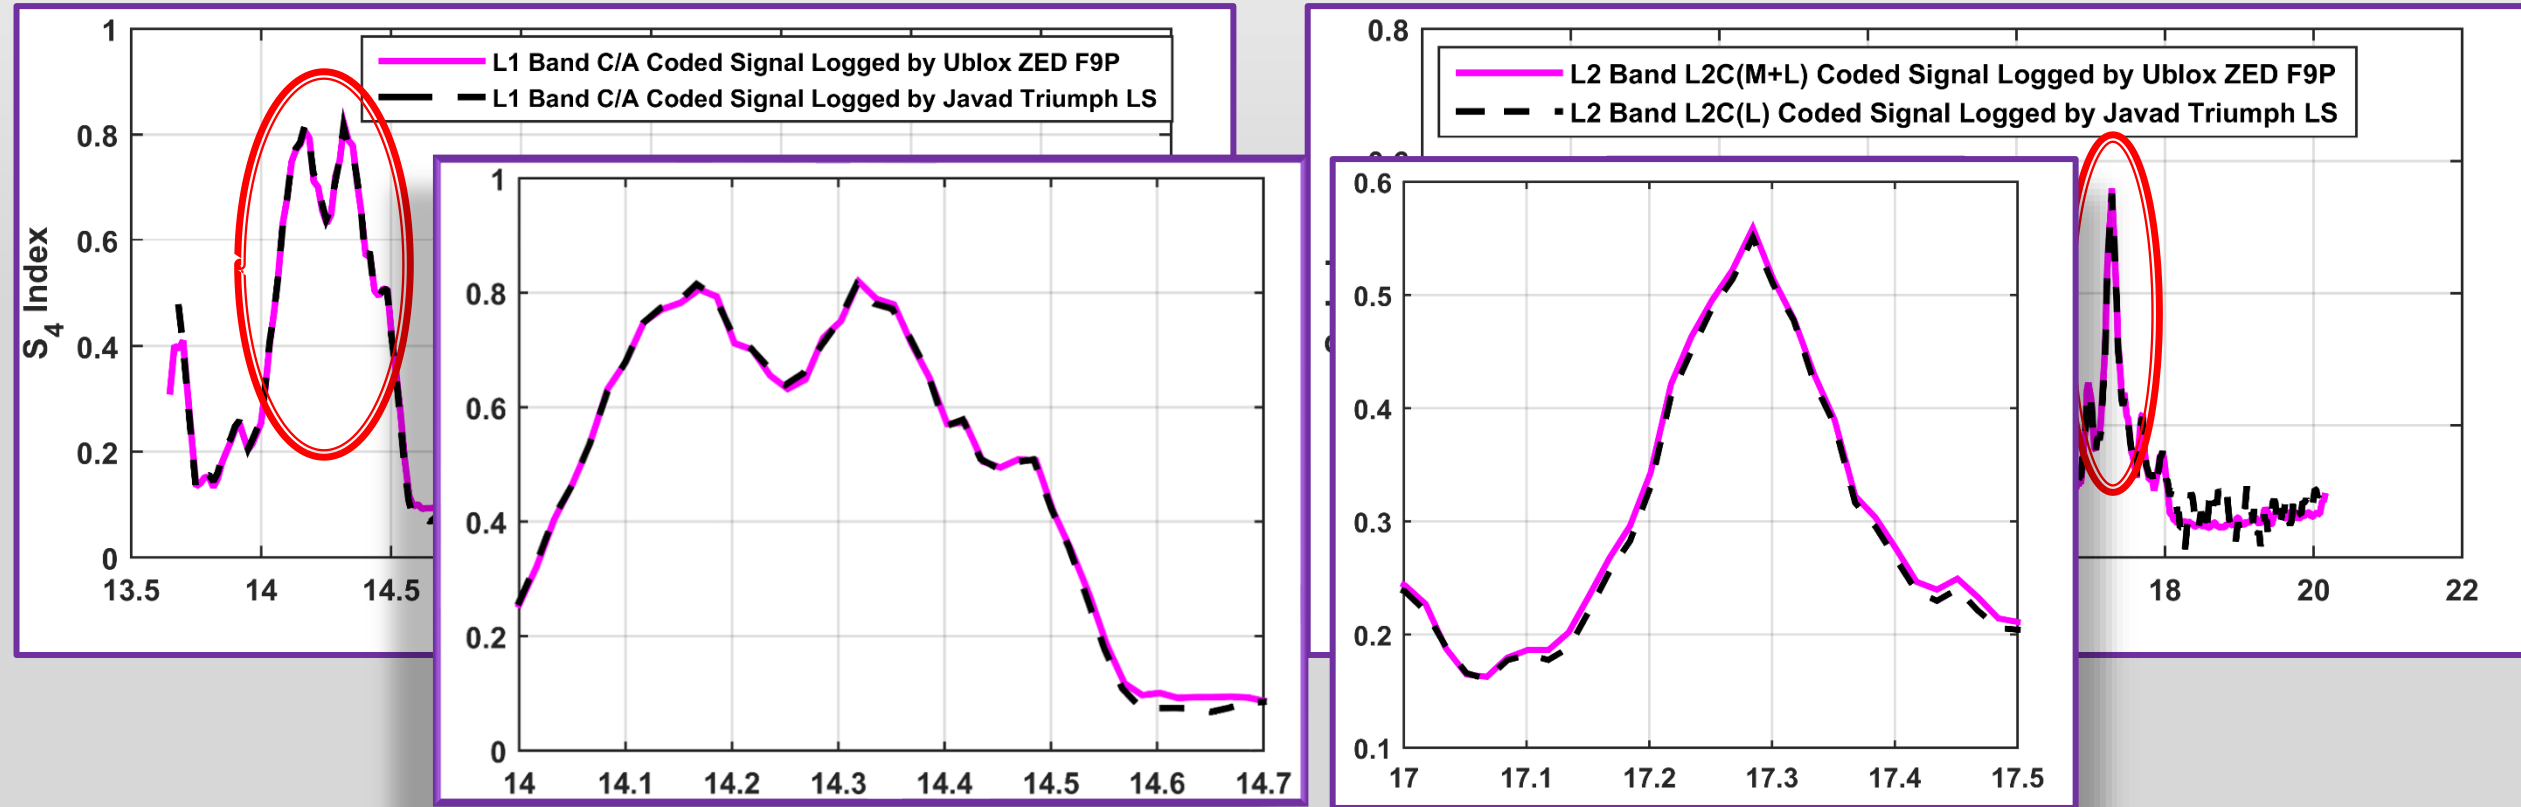 1
L1 Band C/A Coded Signal Logged by Ublox ZED F9P
L1 Band C/A Coded Signal Logged by Javad Triumph LS
0.8
0.6
0.4
0.2
0
S4 Index
13.5 14 14.5
1
0.8
0.6
0.4
0.2
0
14 14.1 14.2 14.3 14.4 14.5 14.6 14.7
0.8
L2 Band L2C(M+L) Coded Signal Logged by Ublox ZED F9P
L2 Band L2C(L) Coded Signal Logged by Javad Triumph LS
18 20 22
0.6
0.5
0.4
0.3
0.2
0.1
17 17.1 17.2 17.3 17.4 17.5